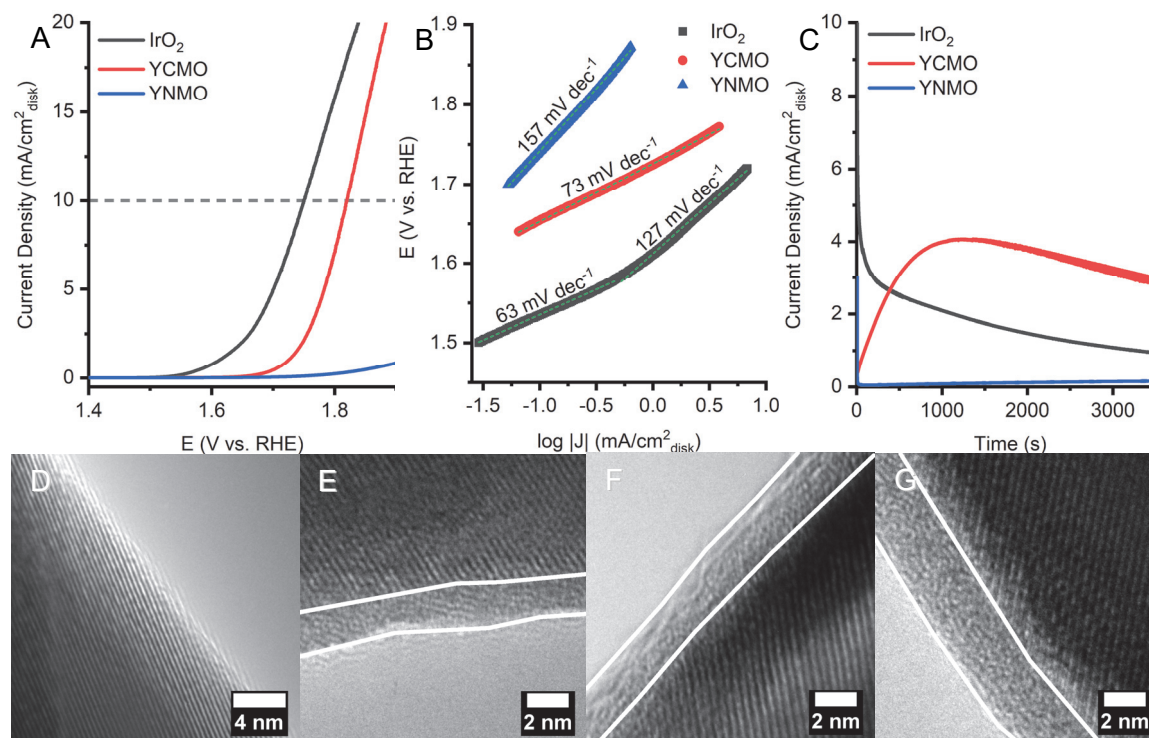 A
IrO₂
YCMO
YNMO
20
15
10
5
0
1.4
1.6
1.8
Current Density (mA/cm²disk)
E (V vs. RHE)
B
IrO₂
YCMO
YNMO
157 mV dec⁻¹
73 mV dec⁻¹
127 mV dec⁻¹
63 mV dec⁻¹
1.9
1.8
1.7
1.6
1.5
-1.5
-1.0
-0.5
0.0
0.5
1.0
E (V vs. RHE)
log |J| (mA/cm²disk)
C
IrO₂
YCMO
YNMO
10
8
6
4
2
0
0
1000
2000
3000
Current Density (mA/cm²disk)
Time (s)
D
4 nm
E
2 nm
F
2 nm
G
2 nm